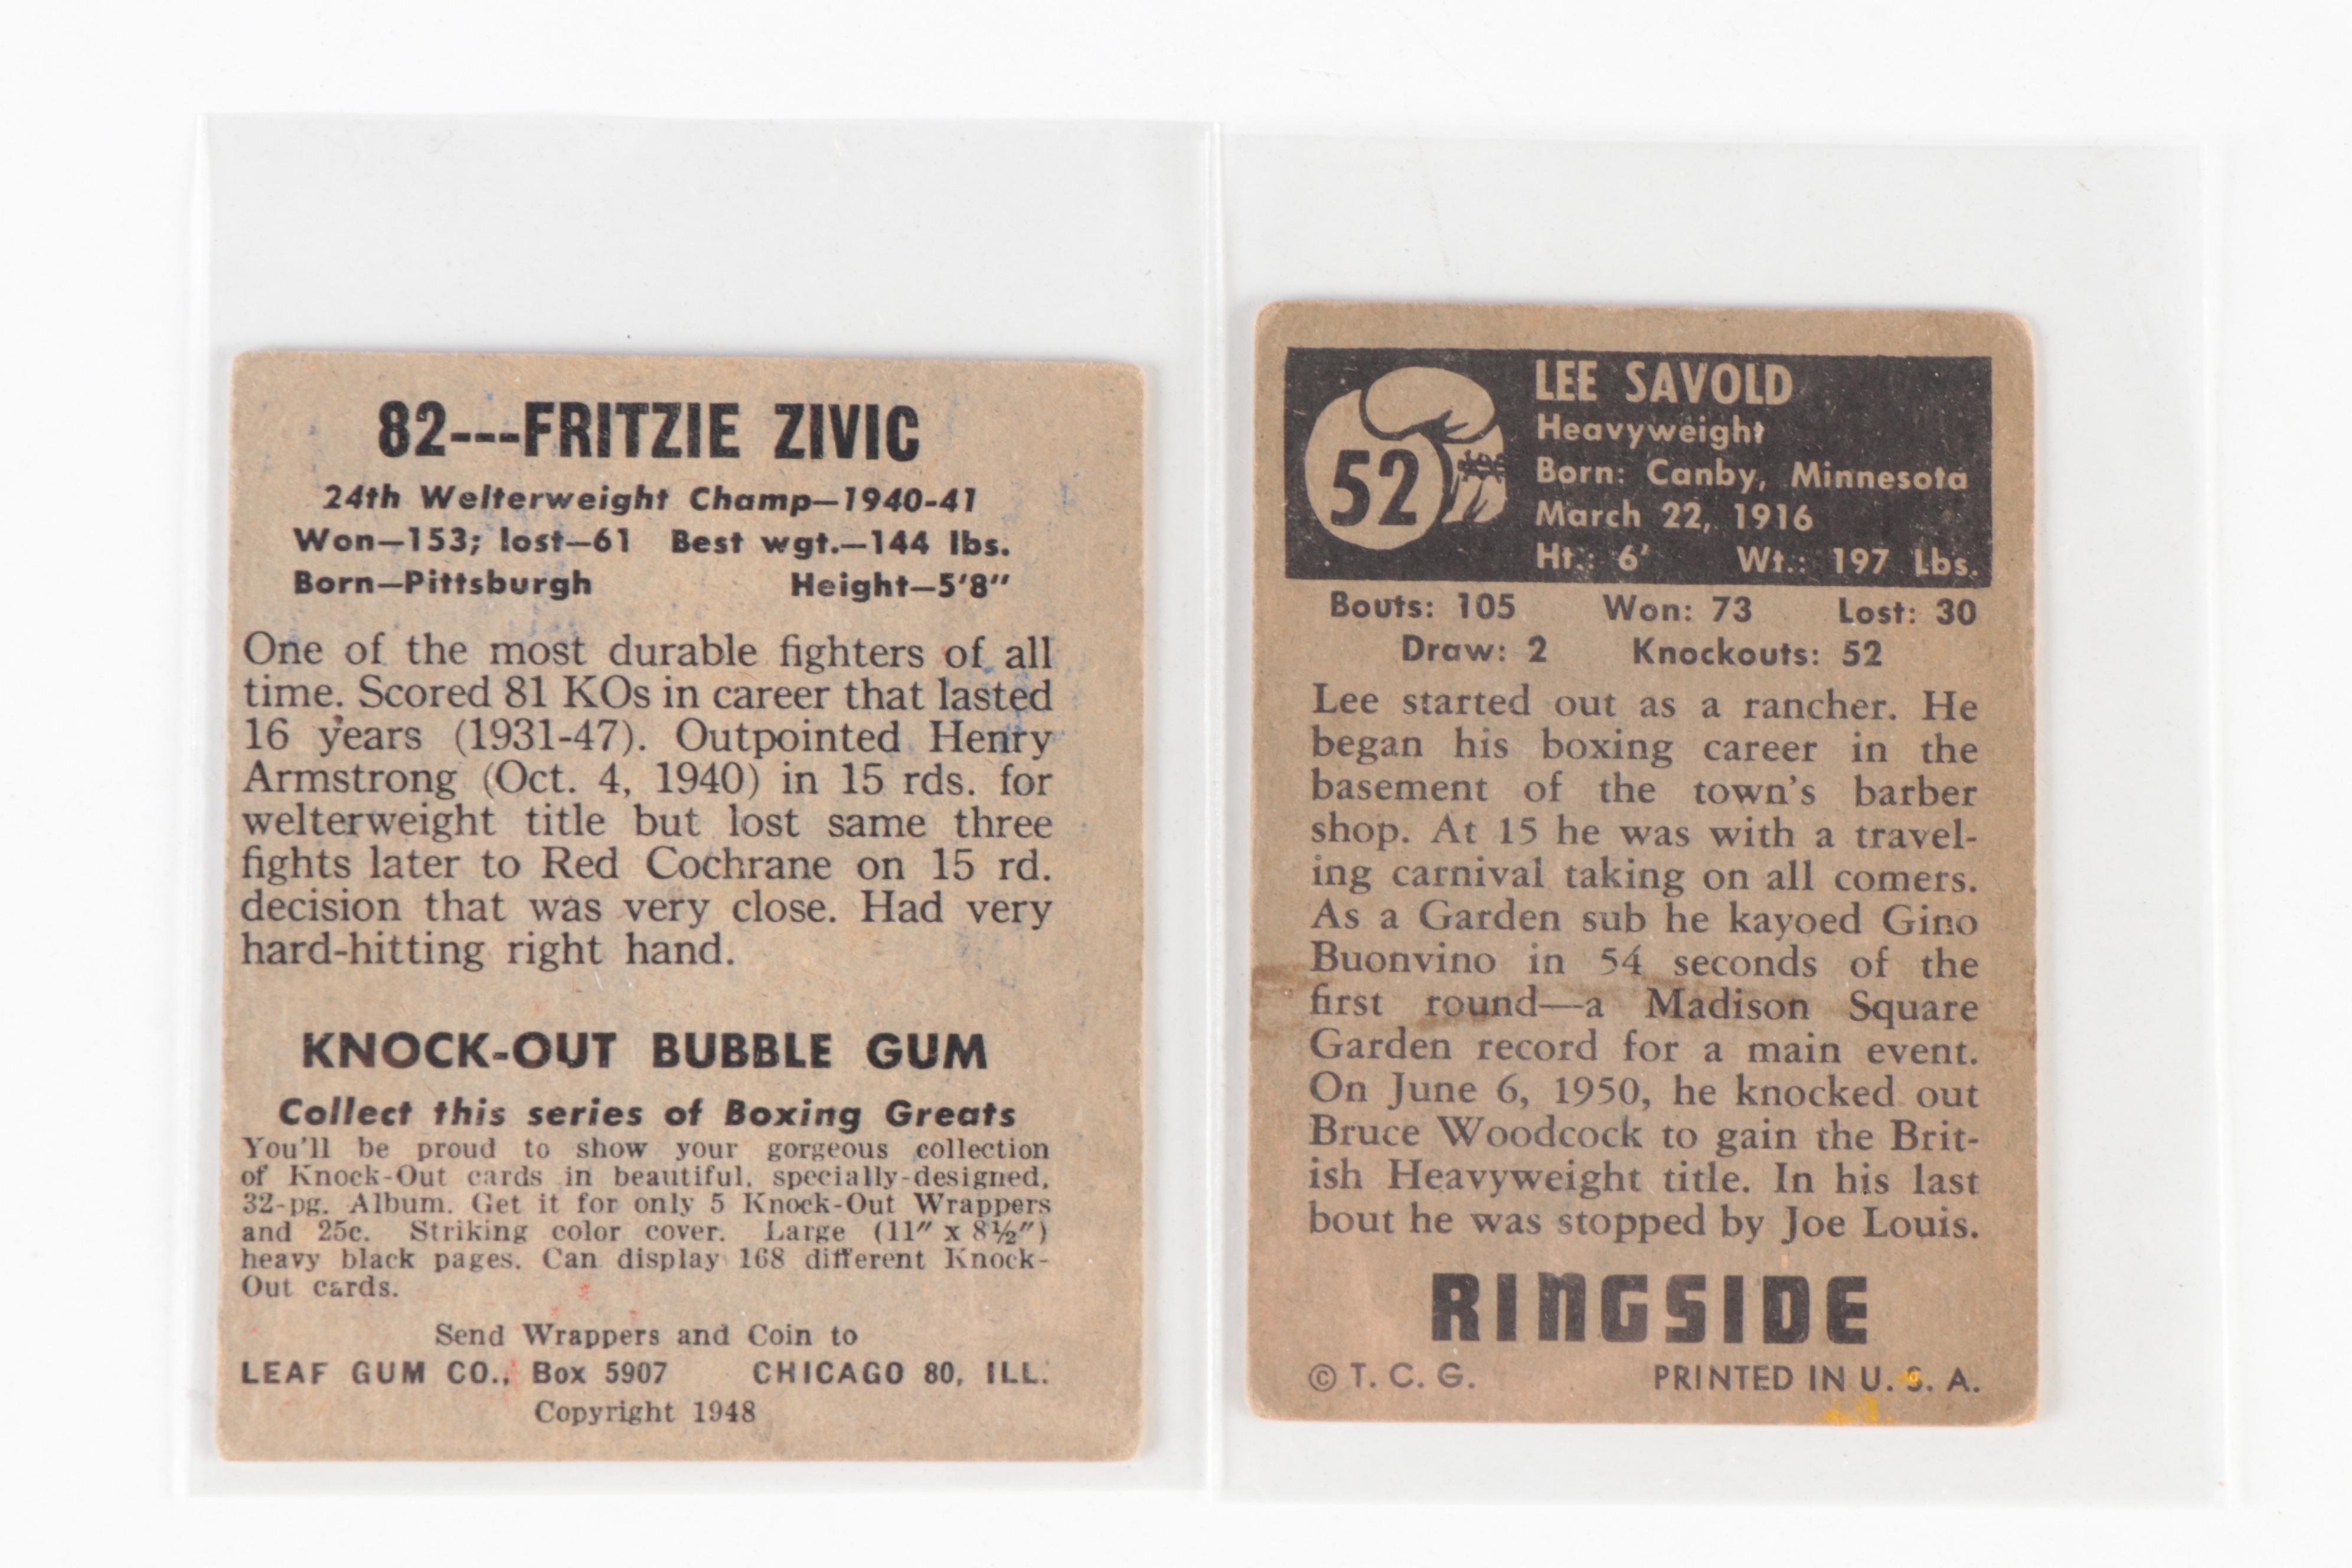 82---FRITZIE ZIVIC
24th Welterweight Champ—1940-41
Won—153; lost—61 Best wgt.—144 lbs.
Born—Pittsburgh Height—5'8"
One of the most durable fighters of all
time. Scored 81 KOs in career that lasted
16 years (1931-47). Outpointed Henry
Armstrong (Oct. 4, 1940) in 15 rds. for
welterweight title but lost same three
fights later to Red Cochrane on 15 rd.
decision that was very close. Had very
hard-hitting right hand.
KNOCK-OUT BUBBLE GUM
Collect this series of Boxing Greats
You'll be proud to show your gorgeous collection
of Knock-Out cards in beautiful, specially-designed,
32-pg. Album. Get it for only 5 Knock-Out Wrappers
and 25c. Striking color cover. Large (11" x 8½")
heavy black pages. Can display 168 different Knock-
Out cards.
Send Wrappers and Coin to
LEAF GUM CO., Box 5907 CHICAGO 80, ILL.
Copyright 1948
52
LEE SAVOLD
Heavyweight
Born: Canby, Minnesota
March 22, 1916
Ht.: 6' Wt.: 197 Lbs.
Bouts: 105 Won: 73 Lost: 30
Draw: 2 Knockouts: 52
Lee started out as a rancher. He
began his boxing career in the
basement of the town's barber
shop. At 15 he was with a travel-
ing carnival taking on all comers.
As a Garden sub he kayoed Gino
Buonvino in 54 seconds of the
first round—a Madison Square
Garden record for a main event.
On June 6, 1950, he knocked out
Bruce Woodcock to gain the Brit-
ish Heavyweight title. In his last
bout he was stopped by Joe Louis.
RINGSIDE
© T. C. G. PRINTED IN U. S. A.